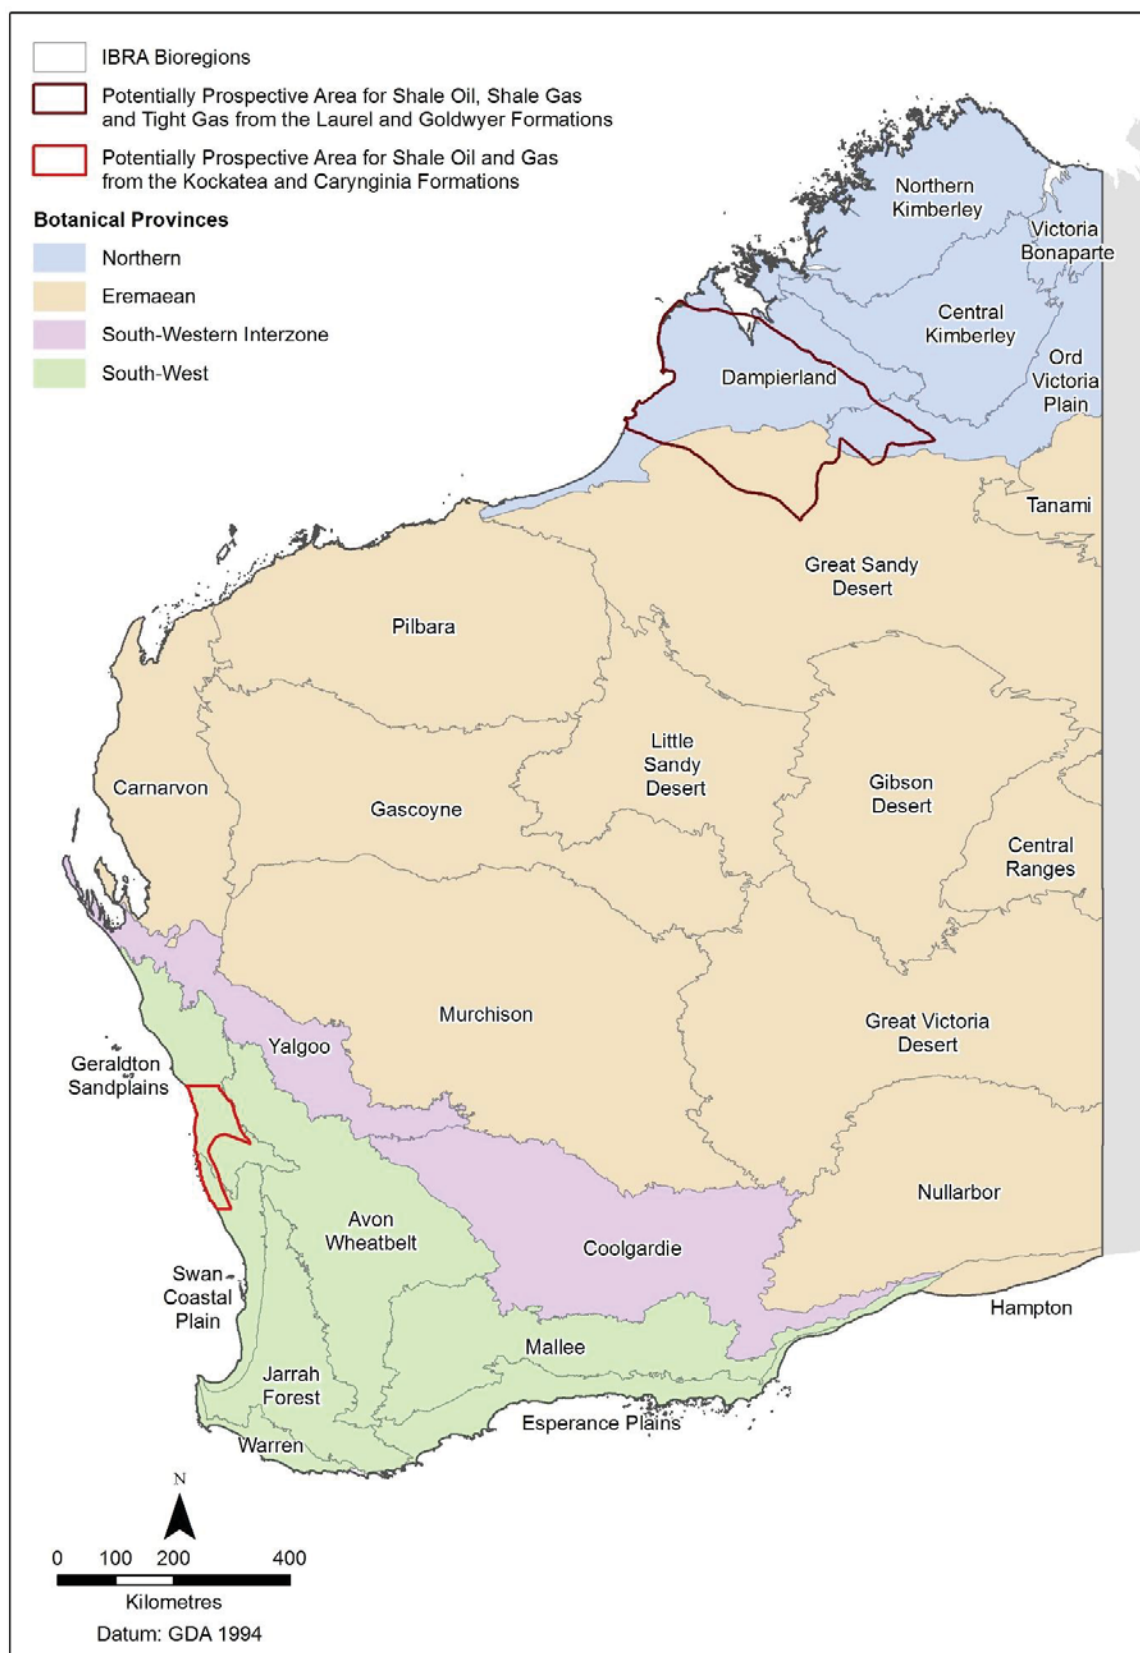 IBRA Bioregions
Potentially Prospective Area for Shale Oil, Shale Gas
and Tight Gas from the Laurel and Goldwyer Formations
Potentially Prospective Area for Shale Oil and Gas
from the Kockatea and Carynginia Formations
Botanical Provinces
Northern
Eremaean
South-Western Interzone
South-West
Northern
Kimberley
Victoria
Bonaparte
Central
Kimberley
Ord
Victoria
Plain
Dampierland
Tanami
Great Sandy
Desert
Pilbara
Little
Sandy
Desert
Gibson
Desert
Carnarvon
Gascoyne
Central
Ranges
Murchison
Great Victoria
Desert
Yalgoo
Geraldton
Sandplains
Nullarbor
Avon
Wheatbelt
Coolgardie
Swan
Coastal
Plain
Hampton
Mallee
Jarrah
Forest
Esperance Plains
Warren
N
0 100 200 400
Kilometres
Datum: GDA 1994